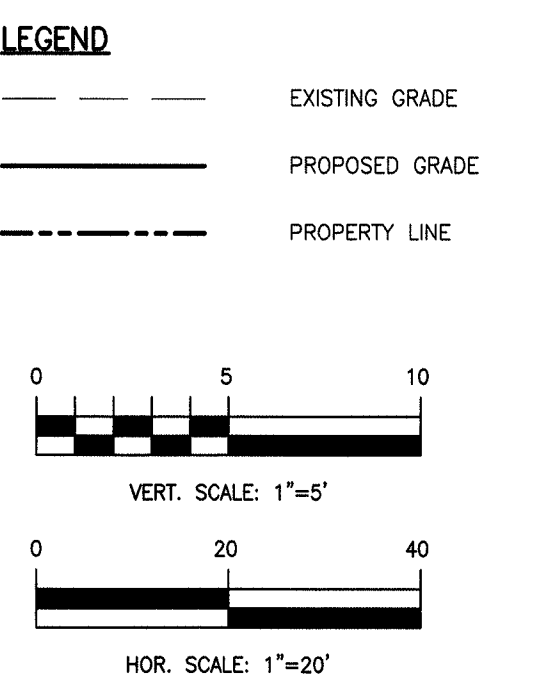 LEGEND
EXISTING GRADE
PROPOSED GRADE
PROPERTY LINE
0 5 10
VERT. SCALE: 1"=5'
0 20 40
HOR. SCALE: 1"=20'